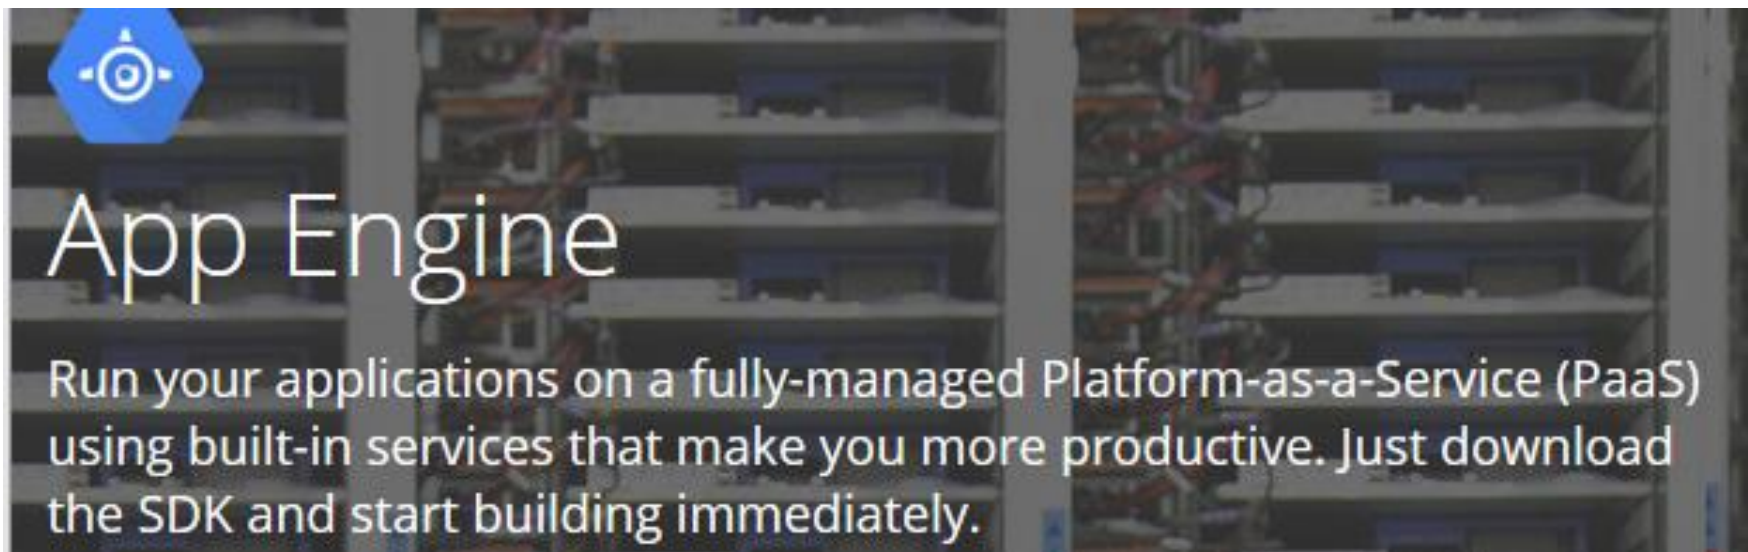 App Engine
Run your applications on a fully-managed Platform-as-a-Service (PaaS)
using built-in services that make you more productive. Just download
the SDK and start building immediately.